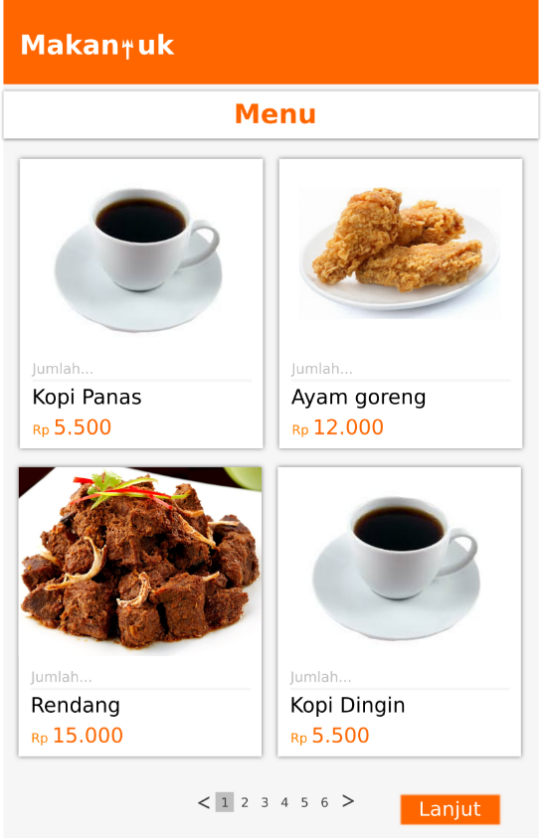 Makan uk
Menu
Jumlah...
Kopi Panas
Rp 5.500
Jumlah...
Ayam goreng
Rp 12.000
Jumlah...
Rendang
Rp 15.000
Jumlah...
Kopi Dingin
Rp 5.500
< 1 2 3 4 5 6 >
Lanjut